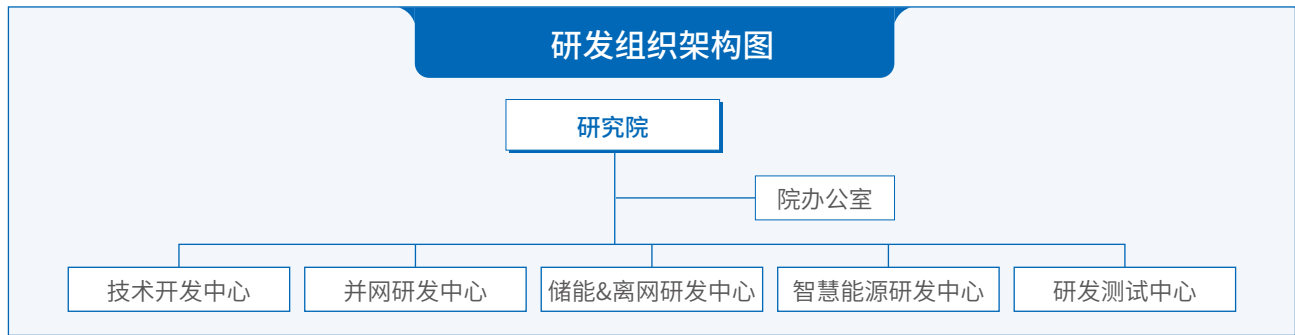 研发组织架构图
研究院
院办公室
技术开发中心
并网研发中心
储能&离网研发中心
智慧能源研发中心
研发测试中心